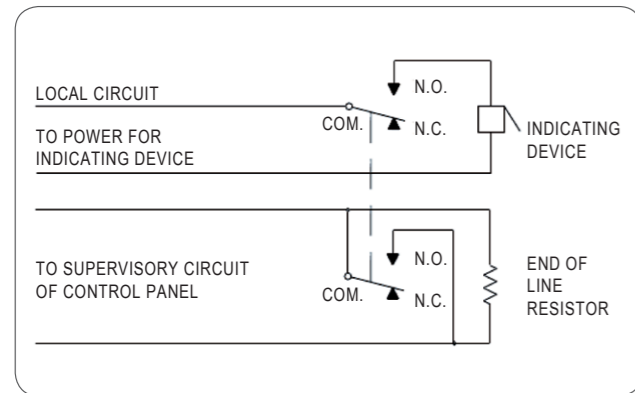 LOCAL CIRCUIT
TO POWER FOR
INDICATING DEVICE
COM.
N.O.
N.C.
INDICATING
DEVICE
TO SUPERVISORY CIRCUIT
OF CONTROL PANEL
COM.
N.O.
N.C.
END OF
LINE
RESISTOR